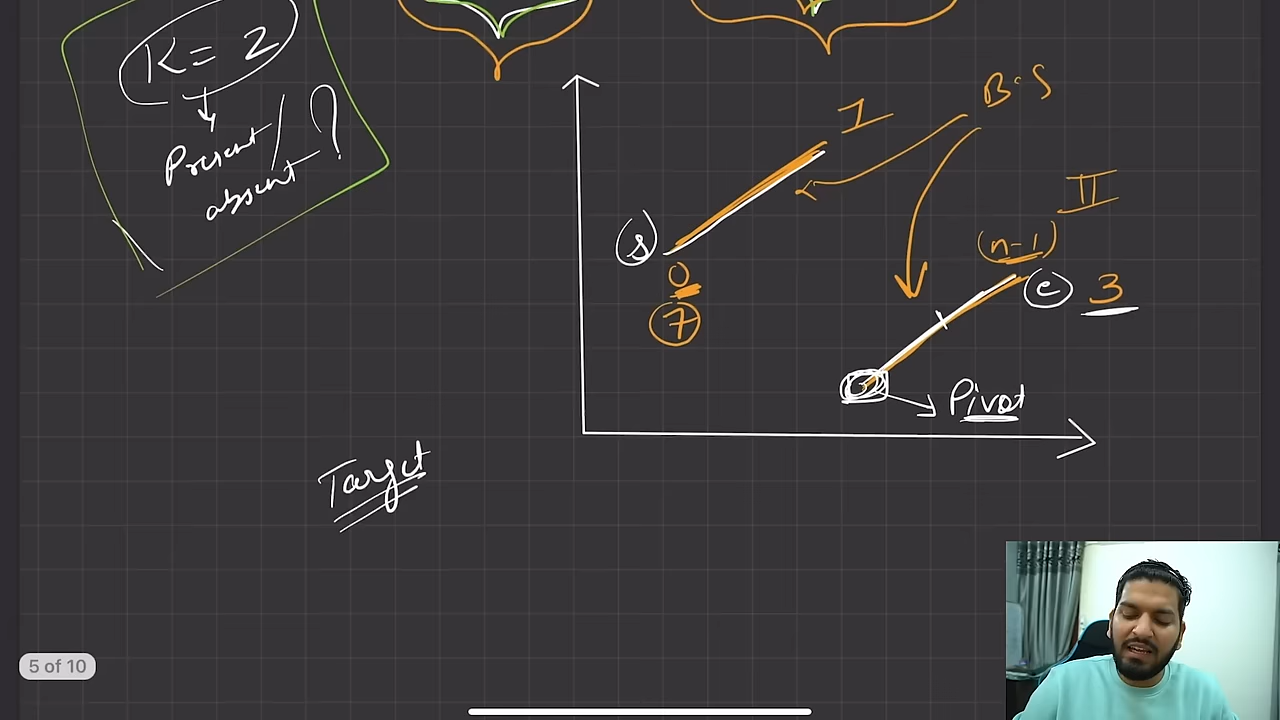 K = 2
Present/
absent ?
I
B.S
II
(n-1)
s
0
7
e 3
Pivot
Target
5 of 10